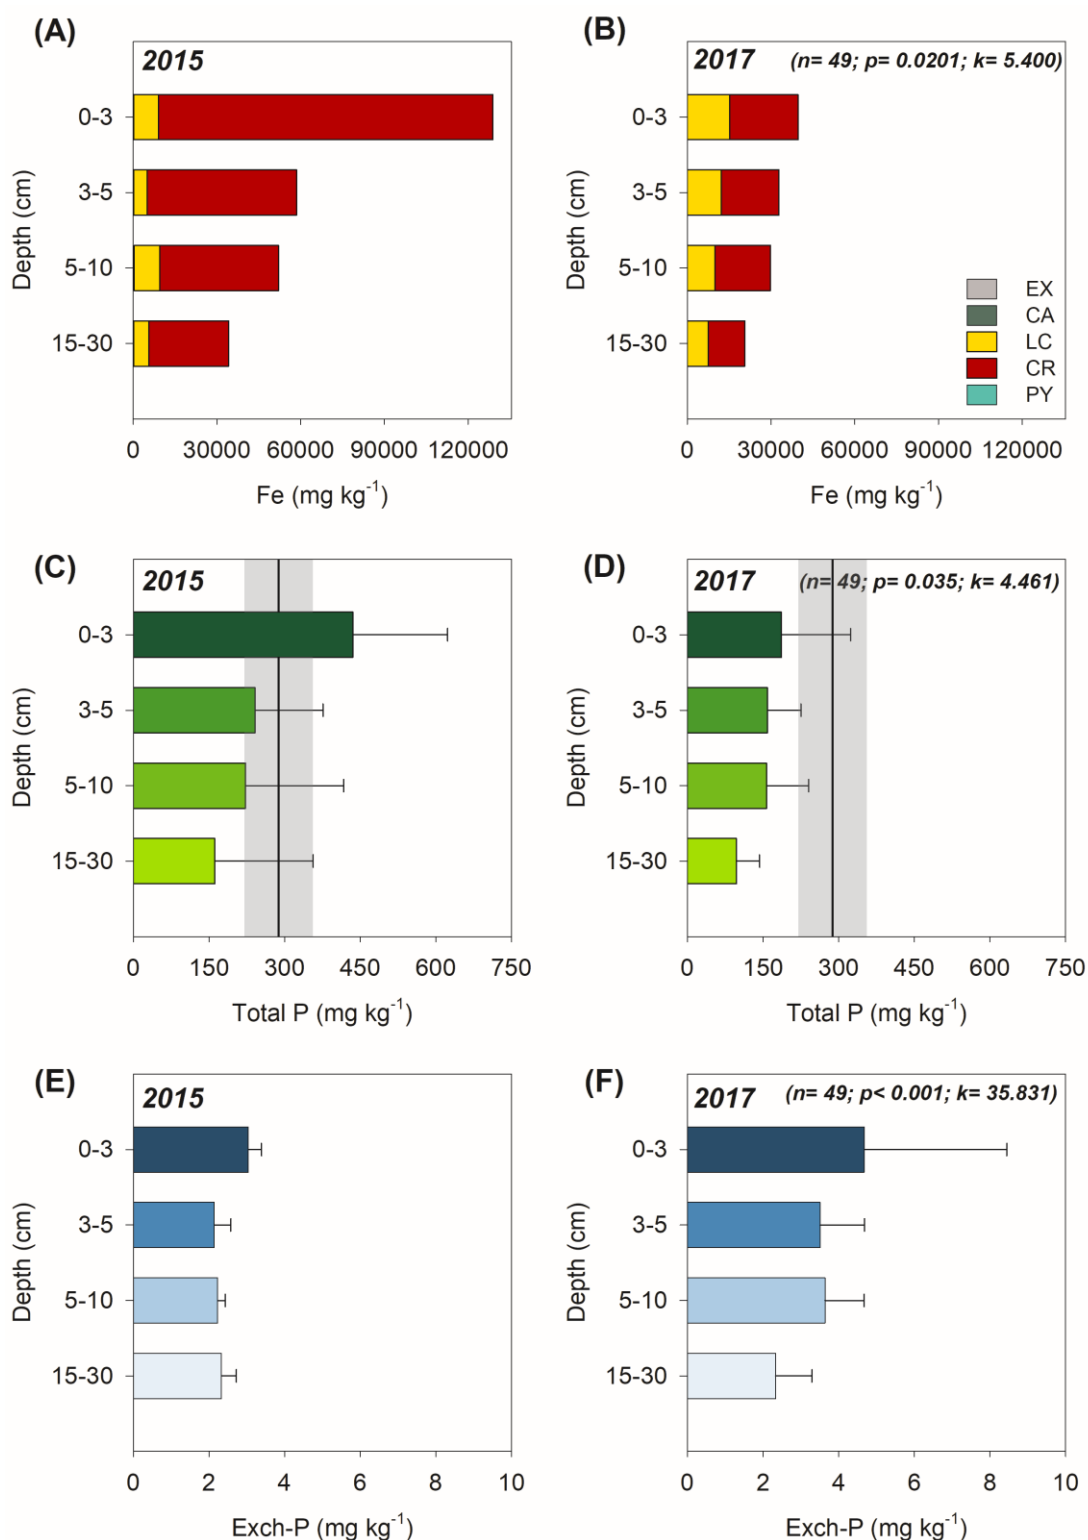 (A)
2015
0-3
3-5
5-10
15-30
Depth (cm)
0 30000 60000 90000 120000
Fe (mg kg⁻¹)
(B)
2017 (n= 49; p= 0.0201; k= 5.400)
0-3
3-5
5-10
15-30
Depth (cm)
EX
CA
LC
CR
PY
0 30000 60000 90000 120000
Fe (mg kg⁻¹)
(C)
2015
0-3
3-5
5-10
15-30
Depth (cm)
0 150 300 450 600 750
Total P (mg kg⁻¹)
(D)
2017 (n= 49; p= 0.035; k= 4.461)
0-3
3-5
5-10
15-30
Depth (cm)
0 150 300 450 600 750
Total P (mg kg⁻¹)
(E)
2015
0-3
3-5
5-10
15-30
Depth (cm)
0 2 4 6 8 10
Exch-P (mg kg⁻¹)
(F)
2017 (n= 49; p< 0.001; k= 35.831)
0-3
3-5
5-10
15-30
Depth (cm)
0 2 4 6 8 10
Exch-P (mg kg⁻¹)